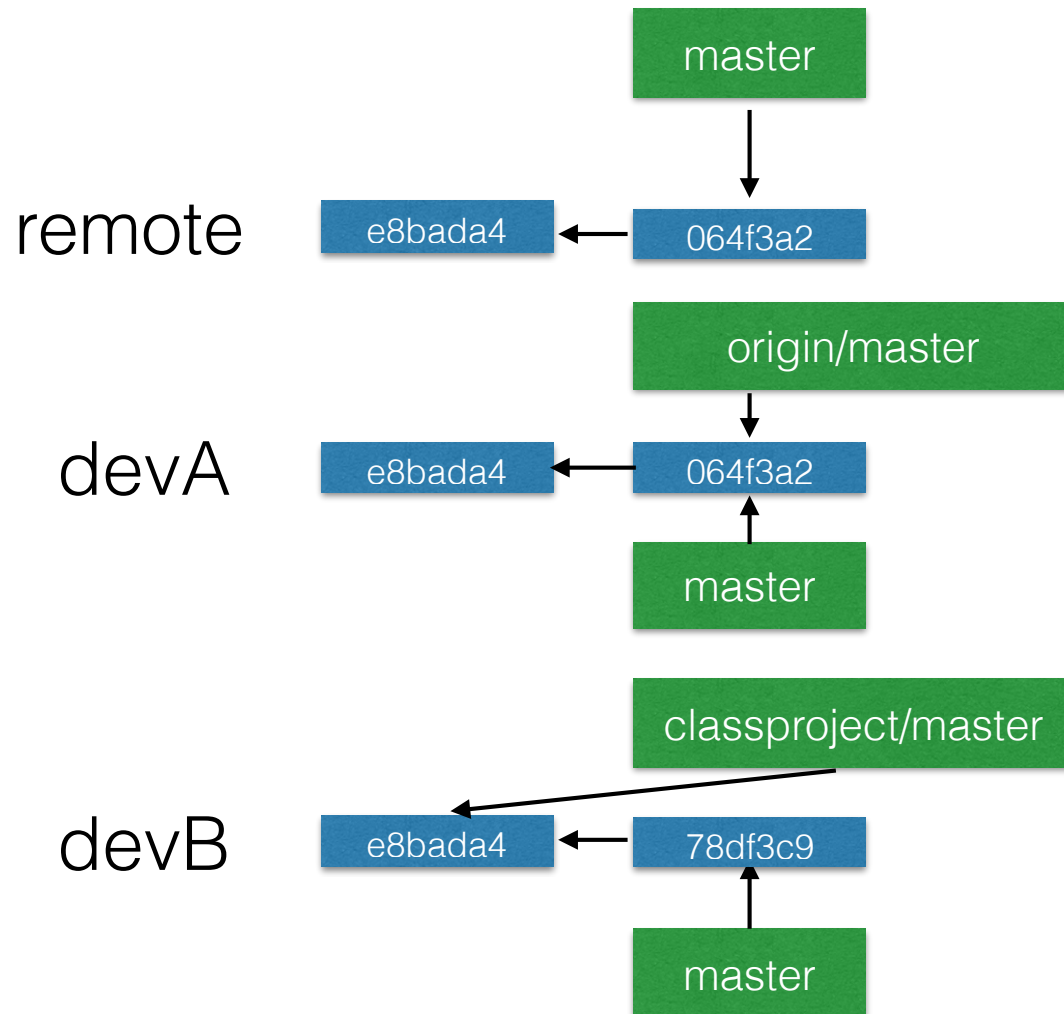 master
remote
e8bada4
064f3a2
origin/master
devA
e8bada4
064f3a2
master
classproject/master
devB
e8bada4
78df3c9
master